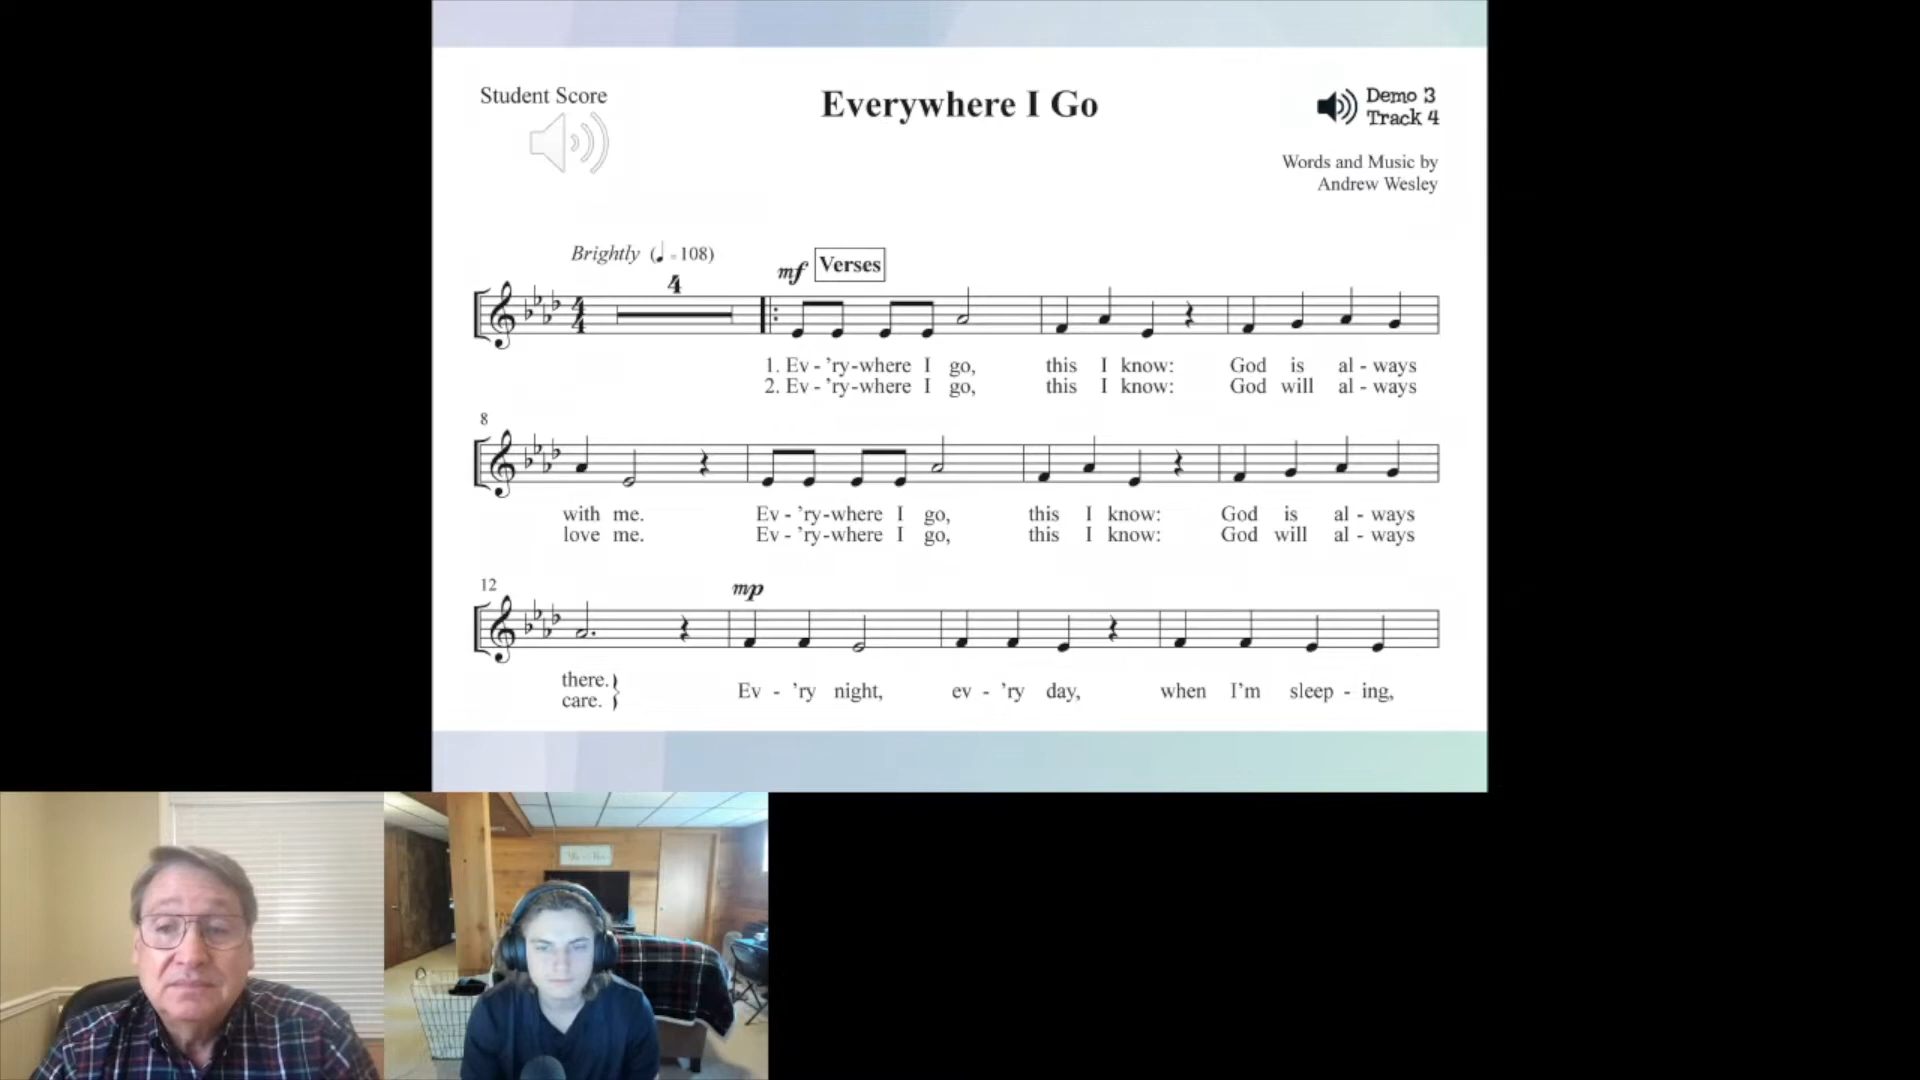 Student Score
Everywhere I Go
Demo 3
Track 4
Words and Music by
Andrew Wesley
Brightly (♩ = 108)
4
mf Verses
4
4
1. Ev - 'ry-where I go, this I know: God is al - ways
2. Ev - 'ry-where I go, this I know: God will al - ways
8
with me. Ev - 'ry-where I go, this I know: God is al - ways
love me. Ev - 'ry-where I go, this I know: God will al - ways
12
mp
there. } Ev - 'ry night, ev - 'ry day, when I'm sleep - ing,
care. }